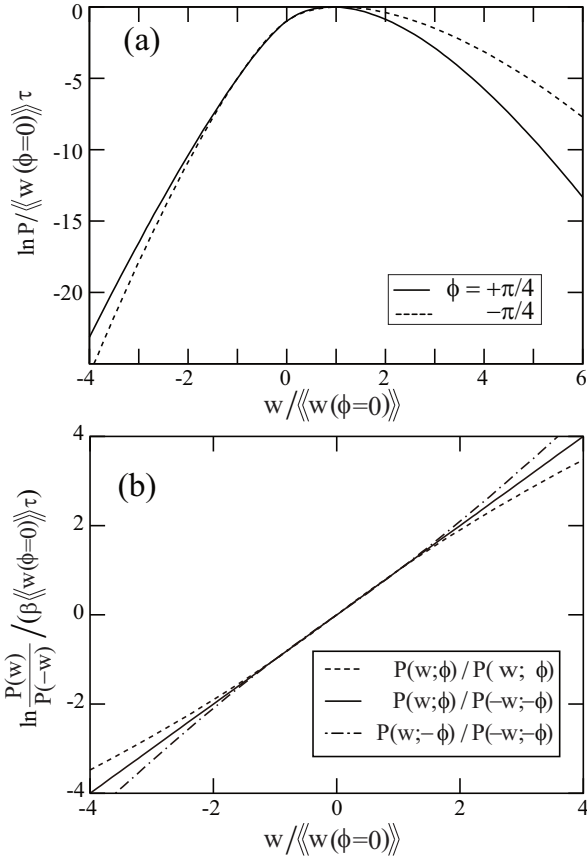 (a)
ln P / ⟪w (ϕ=0)⟫ τ
0
-5
-10
-15
-20
ϕ = +π/4
−π/4
-4 -2 0 2 4 6
w / ⟪w (ϕ=0)⟫
(b)
ln P(w) / P(-w) / (β ⟪w(ϕ=0)⟫ τ)
4
2
0
-2
-4
P(w;ϕ) / P( w; ϕ)
P(w;ϕ) / P(−w;−ϕ)
P(w;−ϕ) / P(−w;−ϕ)
-4 -2 0 2 4
w / ⟪w (ϕ=0)⟫